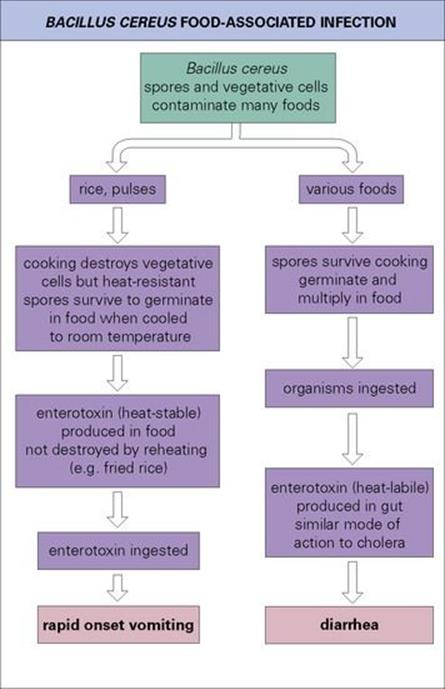 BACILLUS CEREUS FOOD-ASSOCIATED INFECTION
Bacillus cereus
spores and vegetative cells
contaminate many foods
rice, pulses
cooking destroys vegetative
cells but heat-resistant
spores survive to germinate
in food when cooled
to room temperature
enterotoxin (heat-stable)
produced in food
not destroyed by reheating
(e.g. fried rice)
enterotoxin ingested
rapid onset vomiting
various foods
spores survive cooking
germinate and
multiply in food
organisms ingested
enterotoxin (heat-labile)
produced in gut
similar mode of
action to cholera
diarrhea